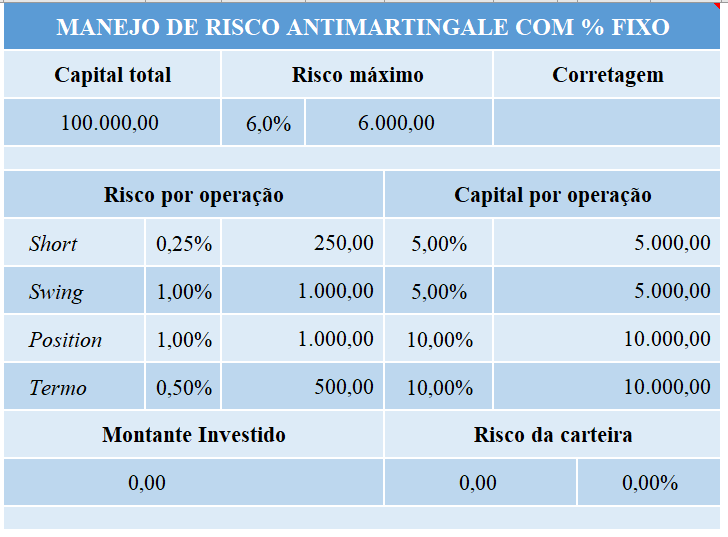 MANEJO DE RISCO ANTIMARTINGALE COM % FIXO
Capital total Risco máximo Corretagem
100.000,00 6,0% 6.000,00
Risco por operação Capital por operação
Short 0,25% 250,00 5,00% 5.000,00
Swing 1,00% 1.000,00 5,00% 5.000,00
Position 1,00% 1.000,00 10,00% 10.000,00
Termo 0,50% 500,00 10,00% 10.000,00
Montante Investido Risco da carteira
0,00 0,00 0,00%